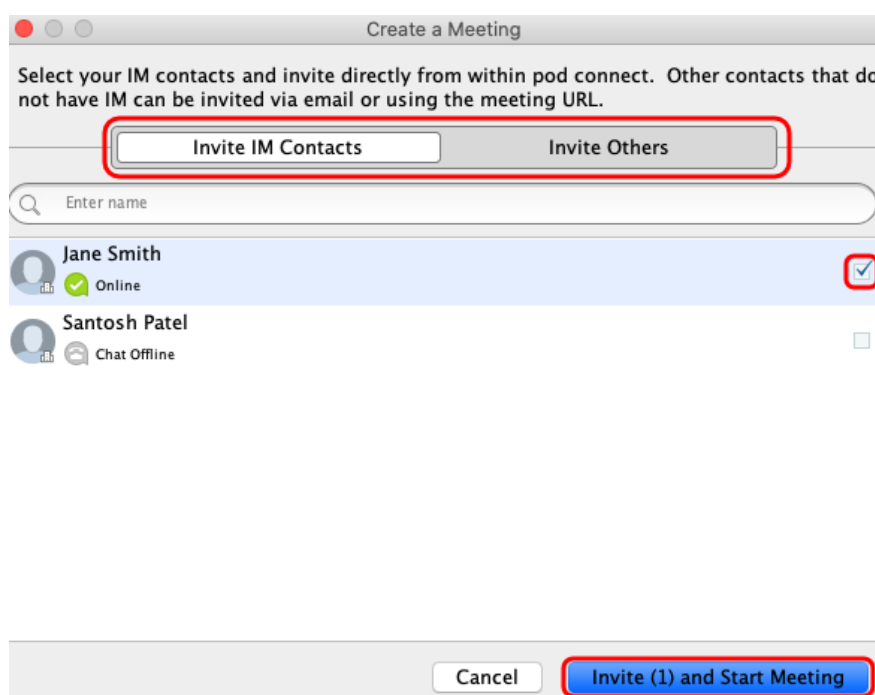 Create a Meeting
Select your IM contacts and invite directly from within pod connect. Other contacts that do
not have IM can be invited via email or using the meeting URL.
Invite IM Contacts Invite Others
Enter name
Jane Smith
Online
Santosh Patel
Chat Offline
Cancel Invite (1) and Start Meeting